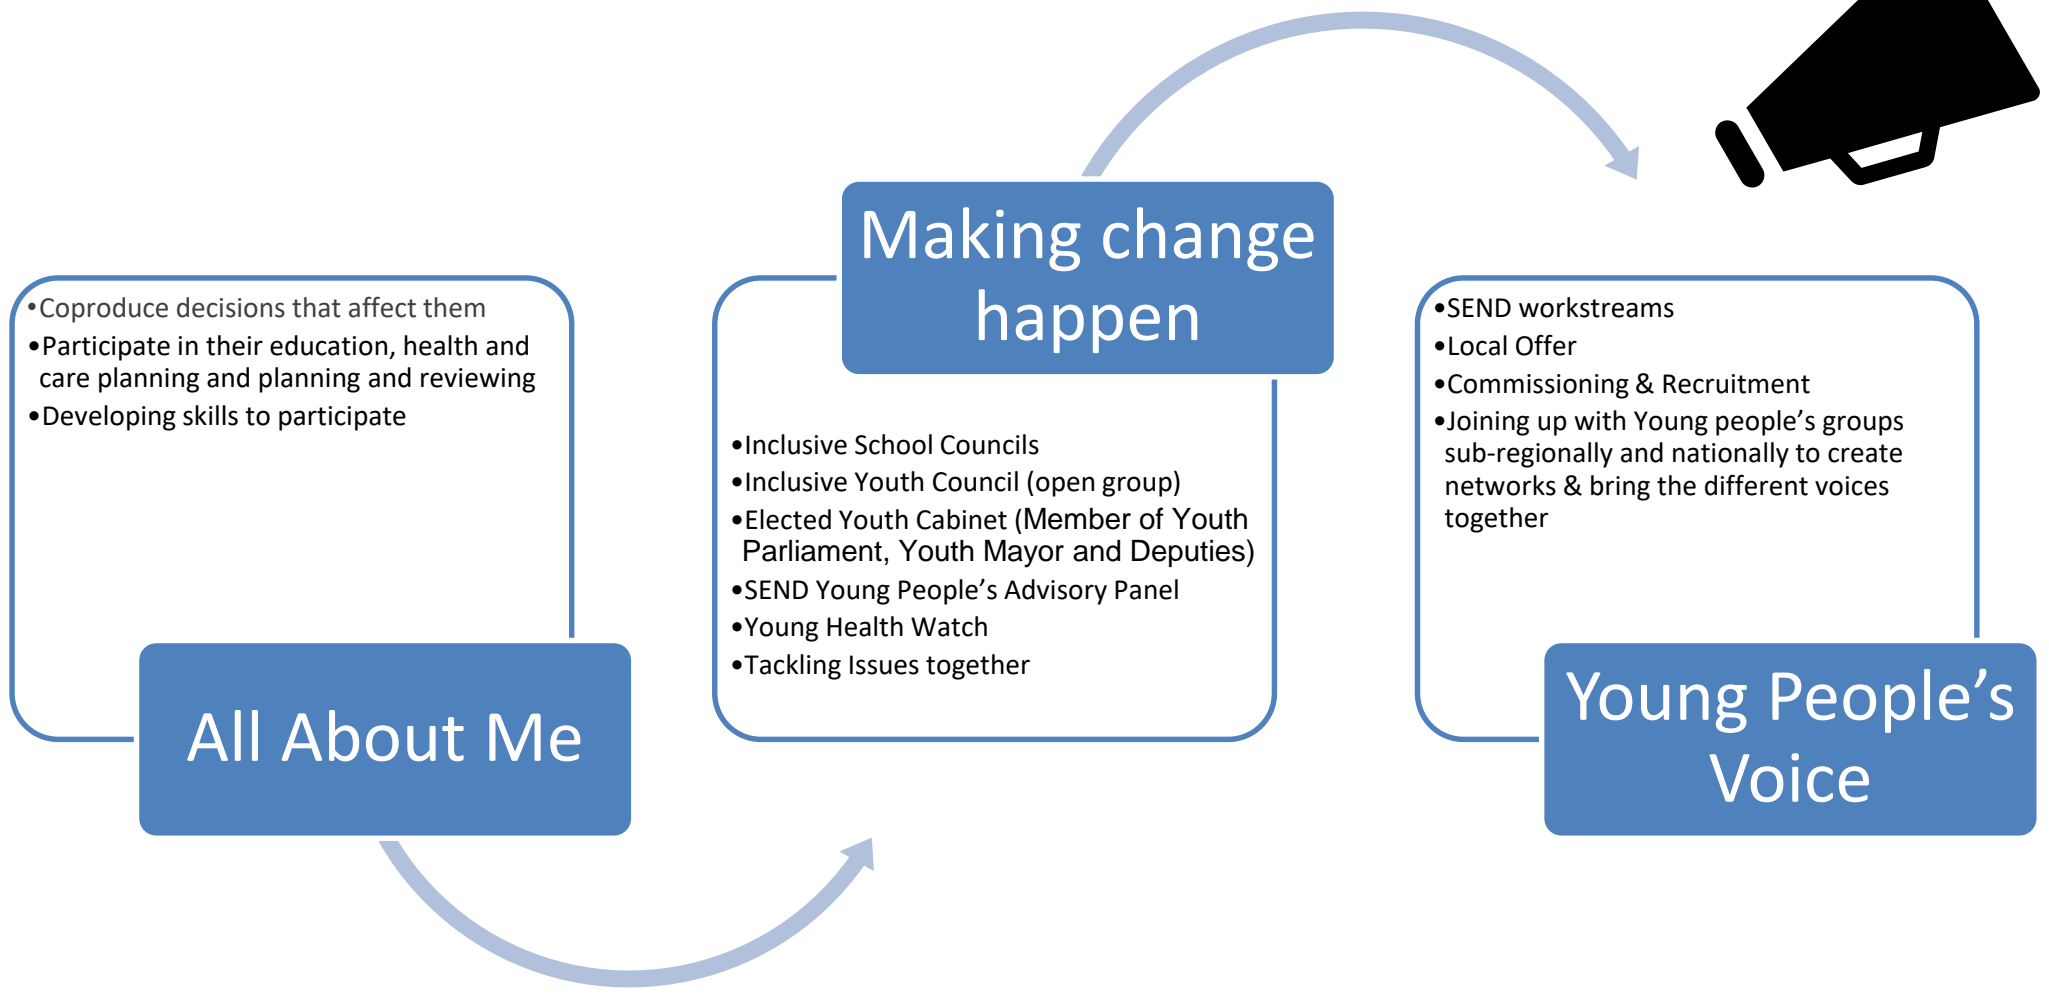 •Coproduce decisions that affect them
•Participate in their education, health and
care planning and planning and reviewing
•Developing skills to participate
All About Me
Making change
happen
•Inclusive School Councils
•Inclusive Youth Council (open group)
•Elected Youth Cabinet (Member of Youth
Parliament, Youth Mayor and Deputies)
•SEND Young People’s Advisory Panel
•Young Health Watch
•Tackling Issues together
•SEND workstreams
•Local Offer
•Commissioning & Recruitment
•Joining up with Young people’s groups
sub-regionally and nationally to create
networks & bring the different voices
together
Young People’s
Voice